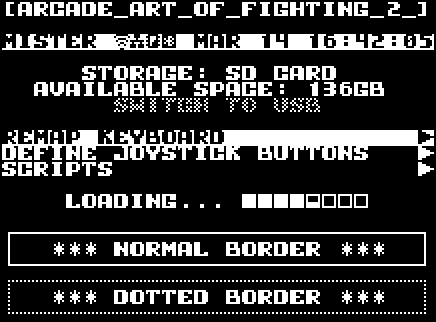 [ARCADE_ART_OF_FIGHTING_2_]
MISTER MAR 14 16:42:05
STORAGE: SD CARD
AVAILABLE SPACE: 136GB
SWITCH TO USB
REMAP KEYBOARD
DEFINE JOYSTICK BUTTONS
SCRIPTS
LOADING...
*** NORMAL BORDER ***
*** DOTTED BORDER ***